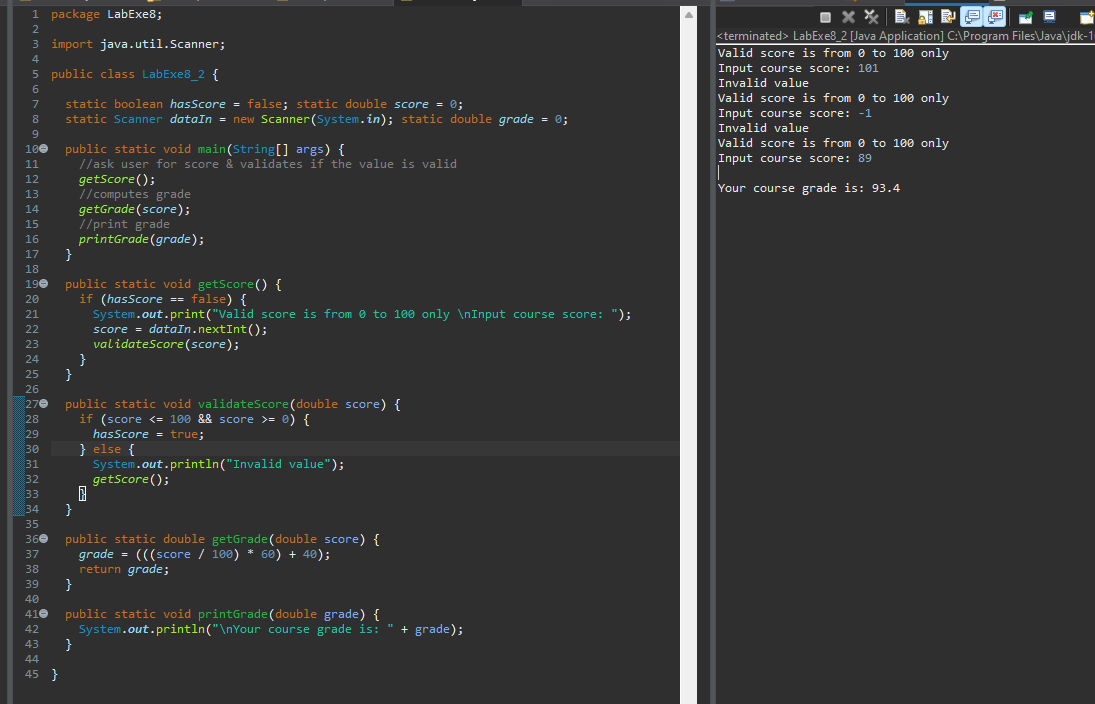 1 package LabExe8;
2
3 import java.util.Scanner;
4
5 public class LabExe8_2 {
6
7 static boolean hasScore = false; static double score = 0;
8 static Scanner dataIn = new Scanner(System.in); static double grade = 0;
9
10 public static void main(String[] args) {
11 //ask user for score & validates if the value is valid
12 getScore();
13 //computes grade
14 getGrade(score);
15 //print grade
16 printGrade(grade);
17 }
18
19 public static void getScore() {
20 if (hasScore == false) {
21 System.out.print("Valid score is from 0 to 100 only \nInput course score: ");
22 score = dataIn.nextInt();
23 validateScore(score);
24 }
25 }
26
27 public static void validateScore(double score) {
28 if (score <= 100 && score >= 0) {
29 hasScore = true;
30 } else {
31 System.out.println("Invalid value");
32 getScore();
33 }
34 }
35
36 public static double getGrade(double score) {
37 grade = (((score / 100) * 60) + 40);
38 return grade;
39 }
40
41 public static void printGrade(double grade) {
42 System.out.println("\nYour course grade is: " + grade);
43 }
44
45 }
<terminated> LabExe8_2 [Java Application] C:\Program Files\Java\jdk-1
Valid score is from 0 to 100 only
Input course score: 101
Invalid value
Valid score is from 0 to 100 only
Input course score: -1
Invalid value
Valid score is from 0 to 100 only
Input course score: 89
Your course grade is: 93.4